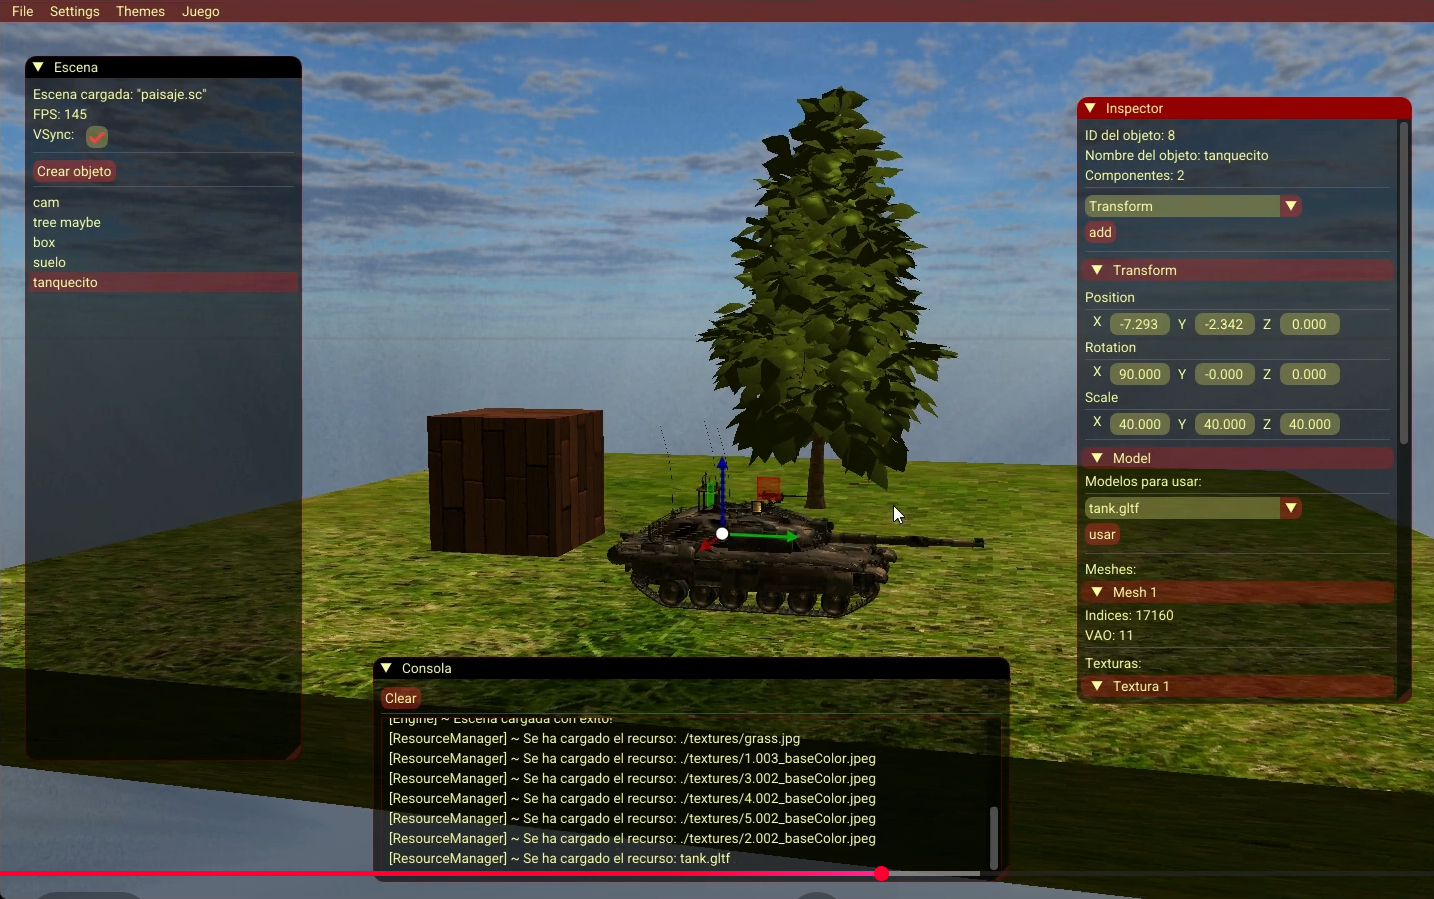 File Settings Themes Juego
Escena
Escena cargada: "paisaje.sc"
FPS: 145
VSync:
Crear objeto
cam
tree maybe
box
suelo
tanquecito
Inspector
ID del objeto: 8
Nombre del objeto: tanquecito
Componentes: 2
Transform
add
Transform
Position
X -7.293 Y -2.342 Z 0.000
Rotation
X 90.000 Y -0.000 Z 0.000
Scale
X 40.000 Y 40.000 Z 40.000
Model
Modelos para usar:
tank.gltf
usar
Meshes:
Mesh 1
Indices: 17160
VAO: 11
Texturas:
Textura 1
Consola
Clear
[Engine] ~ Escena cargada con exito!
[ResourceManager] ~ Se ha cargado el recurso: ./textures/grass.jpg
[ResourceManager] ~ Se ha cargado el recurso: ./textures/1.003_baseColor.jpeg
[ResourceManager] ~ Se ha cargado el recurso: ./textures/3.002_baseColor.jpeg
[ResourceManager] ~ Se ha cargado el recurso: ./textures/4.002_baseColor.jpeg
[ResourceManager] ~ Se ha cargado el recurso: ./textures/5.002_baseColor.jpeg
[ResourceManager] ~ Se ha cargado el recurso: ./textures/2.002_baseColor.jpeg
[ResourceManager] ~ Se ha cargado el recurso: tank.gltf